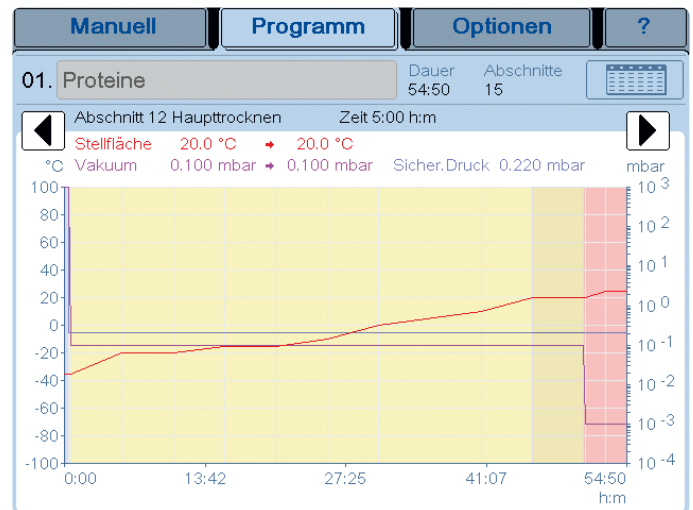 Manuell Programm Optionen ?
01. Proteine Dauer 54:50 Abschnitte 15
Abschnitt 12 Haupttrocknen Zeit 5:00 h:m
Stellfläche 20.0 °C → 20.0 °C
°C Vakuum 0.100 mbar → 0.100 mbar Sicher.Druck 0.220 mbar mbar
100 10 3
80
10 2
60
40 10 1
20
10 0
0
-20 10 -1
-40 10 -2
-60
10 -3
-80
-100 10 -4
0:00 13:42 27:25 41:07 54:50
h:m